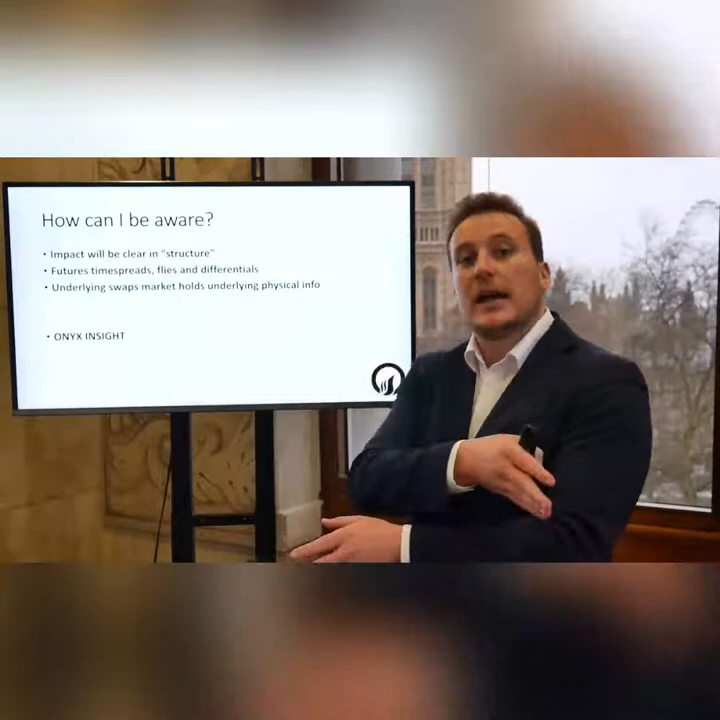 How can I be aware?
• Impact will be clear in "structure"
• Futures timespreads, flies and differentials
• Underlying swaps market holds underlying physical info
• ONYX INSIGHT